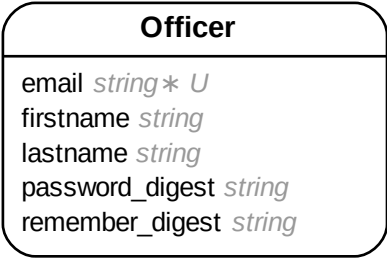 Officer
email string∗ U
firstname string
lastname string
password_digest string
remember_digest string